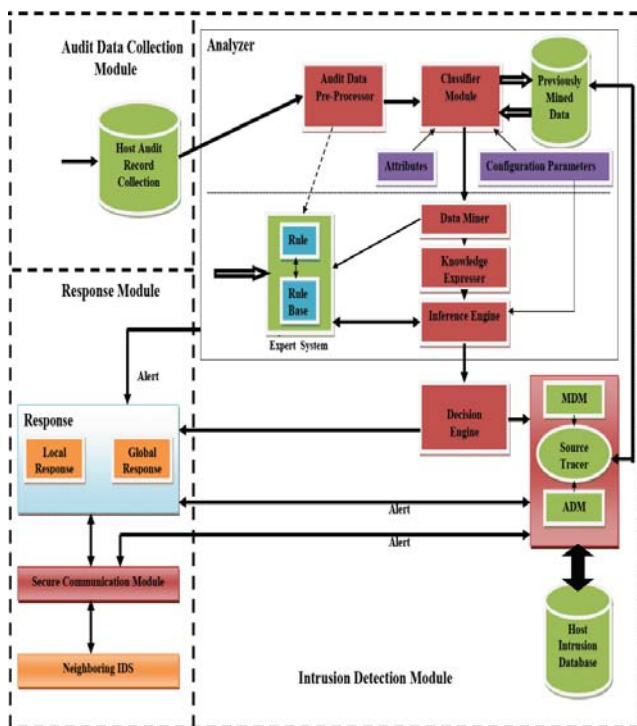 Audit Data Collection
Module
Host Audit
Record
Collection
Analyzer
Audit Data
Pre-Processor
Classifier
Module
Previously
Mined
Data
Attributes
Configuration Parameters
Data Miner
Rule
Knowledge
Expresser
Rule
Base
Inference Engine
Expert System
Response Module
Alert
Response
Local
Response
Global
Response
Decision
Engine
MDM
Source
Tracer
ADM
Alert
Alert
Secure Communication Module
Neighboring IDS
Host
Intrusion
Database
Intrusion Detection Module